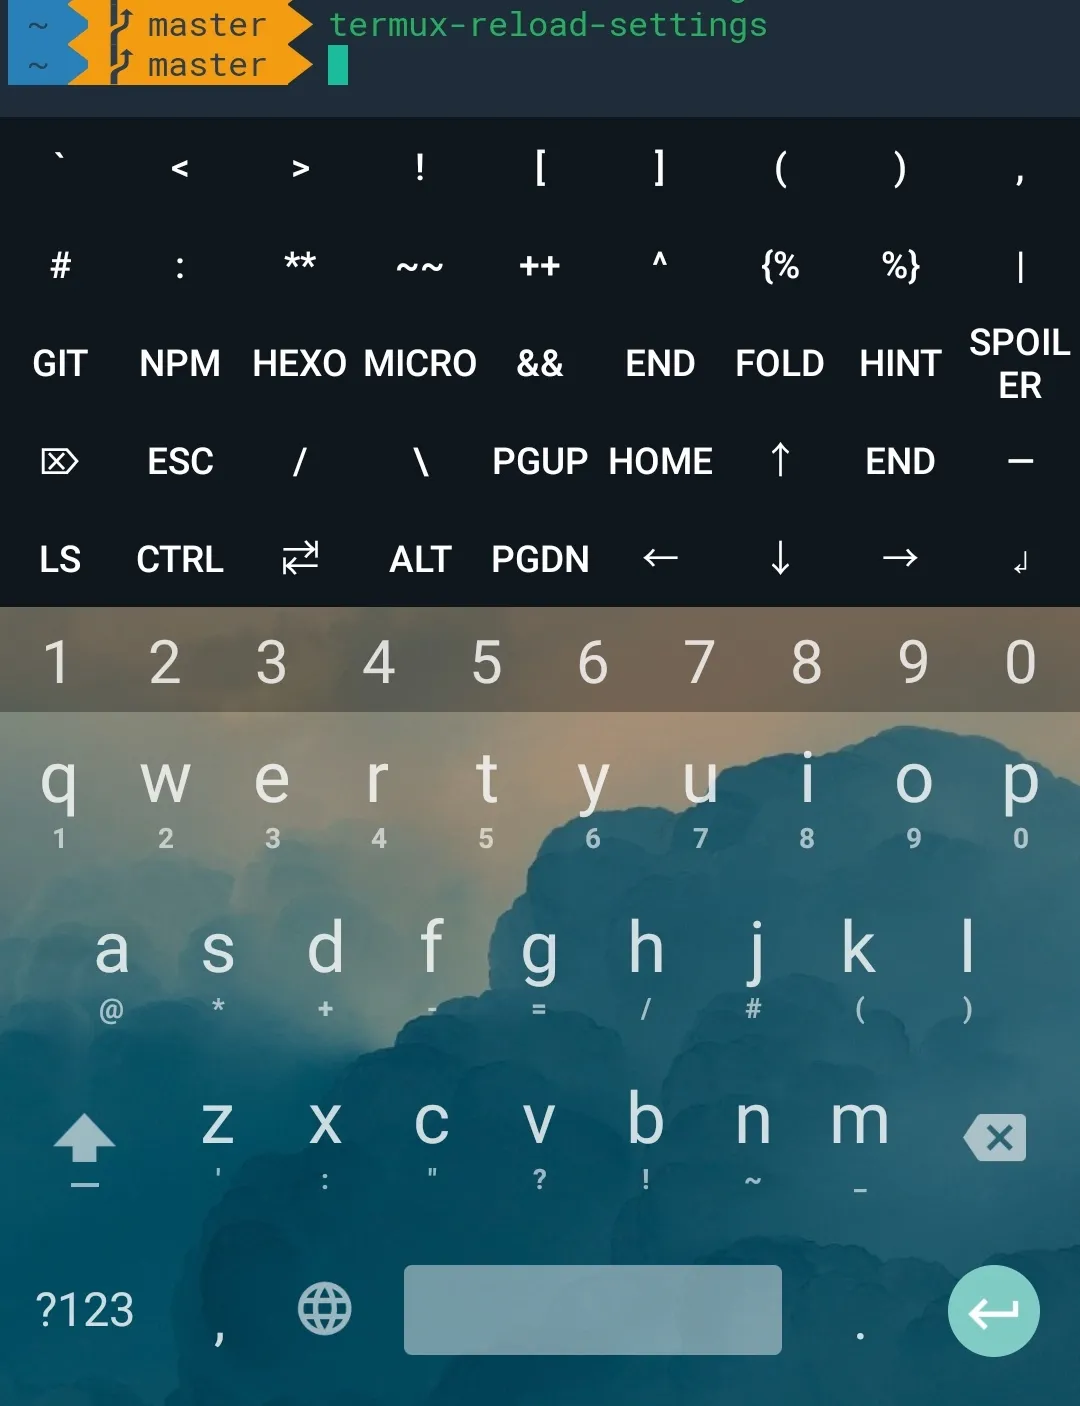 ~ master termux-reload-settings
~ master
` < > ! [ ] ( ) ,
# : ** ~~ ++ ^ {% %} |
GIT NPM HEXO MICRO && END FOLD HINT SPOILER
⌦ ESC / \ PGUP HOME ↑ END —
LS CTRL ⇄ ALT PGDN ← ↓ → ↲
1 2 3 4 5 6 7 8 9 0
q w e r t y u i o p
1 2 3 4 5 6 7 8 9 0
a s d f g h j k l
@ * + - = / # ( )
z x c v b n m
' : " ? ! ~ _
?123 , .